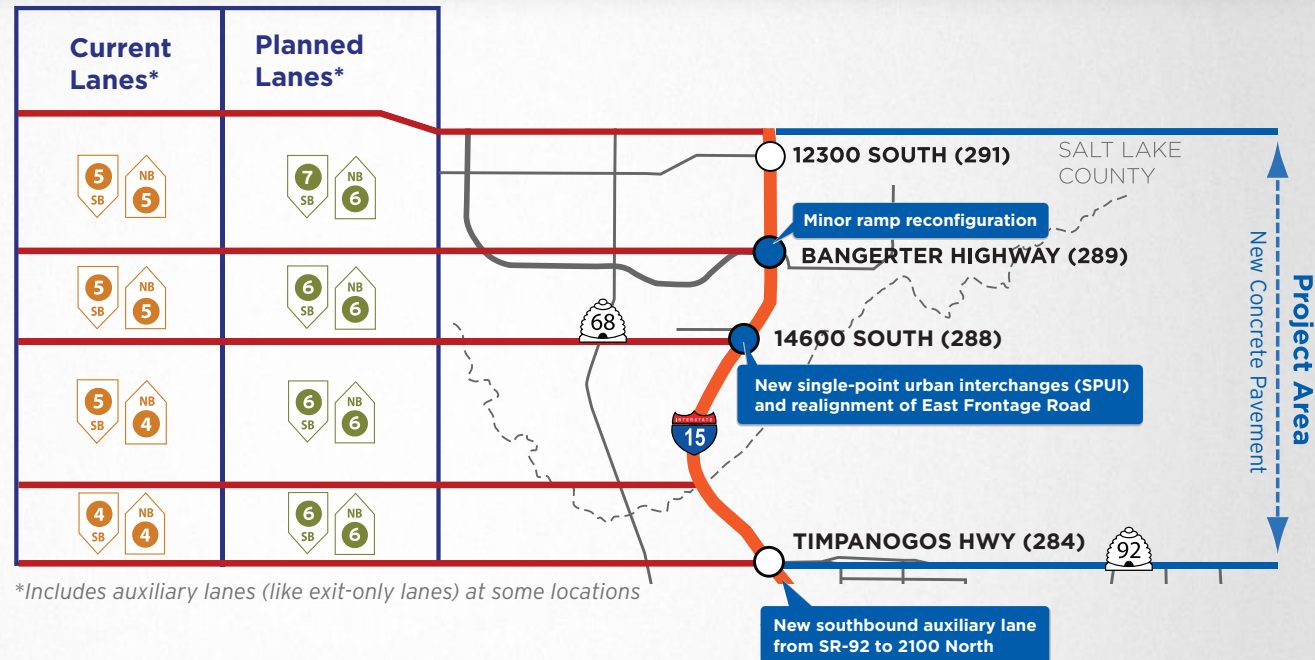 Current
Lanes*
Planned
Lanes*
12300 SOUTH (291)
SALT LAKE
COUNTY
5
SB
NB
5
7
SB
NB
6
Minor ramp reconfiguration
BANGERTER HIGHWAY (289)
5
SB
NB
5
6
SB
NB
6
68
14600 SOUTH (288)
New single-point urban interchanges (SPUI)
and realignment of East Frontage Road
5
SB
NB
4
6
SB
NB
6
INTERSTATE
15
4
SB
NB
4
6
SB
NB
6
TIMPANOGOS HWY (284)
92
New southbound auxiliary lane
from SR-92 to 2100 North
Project Area
New Concrete Pavement
*Includes auxiliary lanes (like exit-only lanes) at some locations